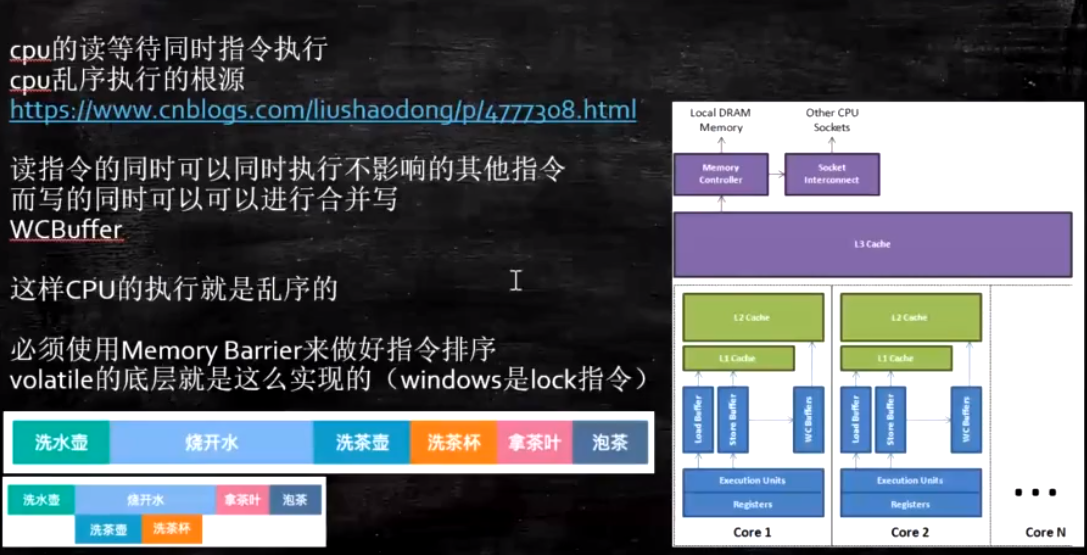 cpu的读等待同时指令执行
cpu乱序执行的根源
https://www.cnblogs.com/liushaodong/p/4777308.html
读指令的同时可以同时执行不影响的其他指令
而写的同时可以可以进行合并写
WCBuffer
这样CPU的执行就是乱序的
必须使用Memory Barrier来做好指令排序
volatile的底层就是这么实现的（windows是lock指令）
洗水壶 烧开水 洗茶壶 洗茶杯 拿茶叶 泡茶
洗水壶 烧开水 拿茶叶 泡茶
洗茶壶 洗茶杯
Local DRAM
Memory
Other CPU
Sockets
Memory
Controller
Socket
Interconnect
L3 Cache
L2 Cache
L1 Cache
Load Buffer
Store Buffer
WC Buffers
Execution Units
Registers
Core 1
L2 Cache
L1 Cache
Load Buffer
Store Buffer
WC Buffers
Execution Units
Registers
Core 2
...
Core N